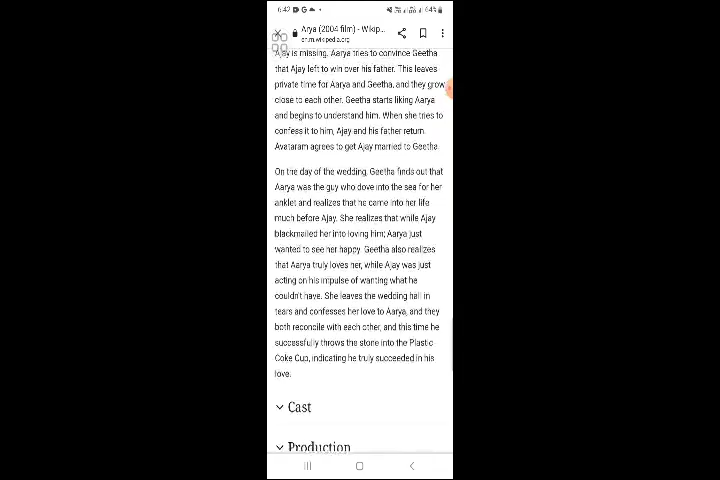 6:42 G 64%
Arya (2004 film) - Wikip...
en.m.wikipedia.org
Ajay is missing. Aarya tries to convince Geetha
that Ajay left to win over his father. This leaves
private time for Aarya and Geetha, and they grow
close to each other. Geetha starts liking Aarya
and begins to understand him. When she tries to
confess it to him, Ajay and his father return.
Avataram agrees to get Ajay married to Geetha.
On the day of the wedding, Geetha finds out that
Aarya was the guy who dove into the sea for her
anklet and realizes that he came into her life
much before Ajay. She realizes that while Ajay
blackmailed her into loving him; Aarya just
wanted to see her happy. Geetha also realizes
that Aarya truly loves her, while Ajay was just
acting on his impulse of wanting what he
couldn't have. She leaves the wedding hall in
tears and confesses her love to Aarya, and they
both reconcile with each other, and this time he
successfully throws the stone into the Plastic
Coke Cup, indicating he truly succeeded in his
love.
Cast
Production